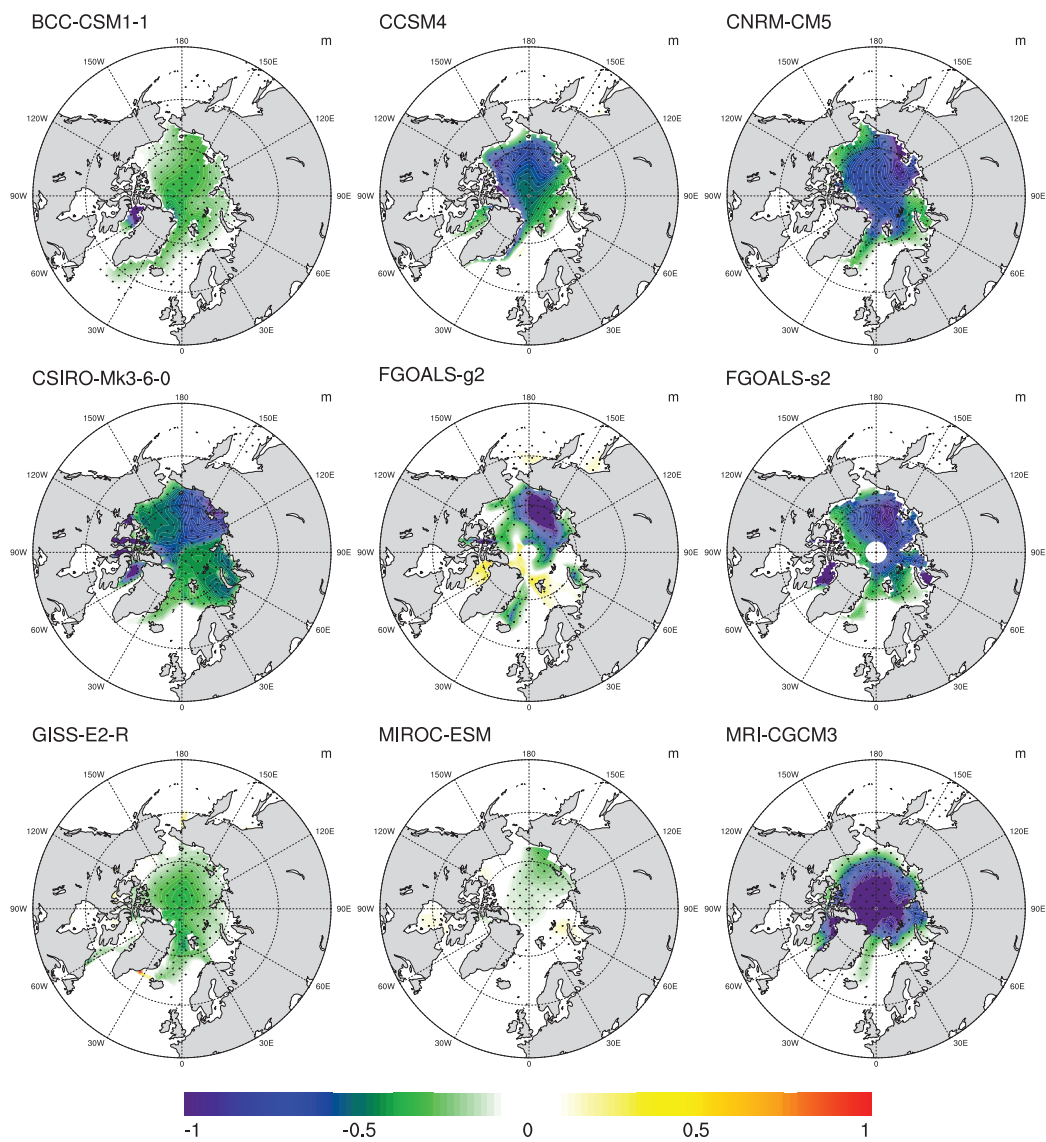 BCC-CSM1-1 CCSM4 CNRM-CM5
180 m 180 m 180 m
150W 150E 150W 150E 150W 150E
120W 120E 120W 120E 120W 120E
90W 90E 90W 90E 90W 90E
60W 60E 60W 60E 60W 60E
30W 30E 30W 30E 30W 30E
0 0 0
CSIRO-Mk3-6-0 FGOALS-g2 FGOALS-s2
180 m 180 m 180 m
150W 150E 150W 150E 150W 150E
120W 120E 120W 120E 120W 120E
90W 90E 90W 90E 90W 90E
60W 60E 60W 60E 60W 60E
30W 30E 30W 30E 30W 30E
0 0 0
GISS-E2-R MIROC-ESM MRI-CGCM3
180 m 180 m 180 m
150W 150E 150W 150E 150W 150E
120W 120E 120W 120E 120W 120E
90W 90E 90W 90E 90W 90E
60W 60E 60W 60E 60W 60E
30W 30E 30W 30E 30W 30E
0 0 0
-1 -0.5 0 0.5 1